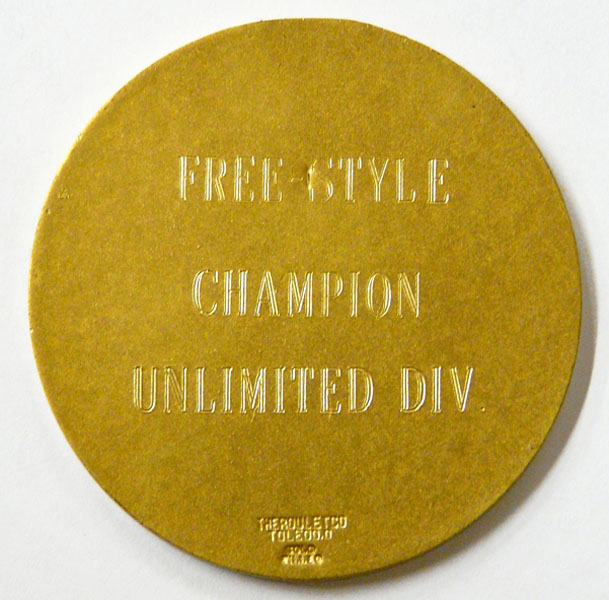 FREE-STYLE
CHAMPION
UNLIMITED DIV.
THE ROULET CO
TOLEDO.O